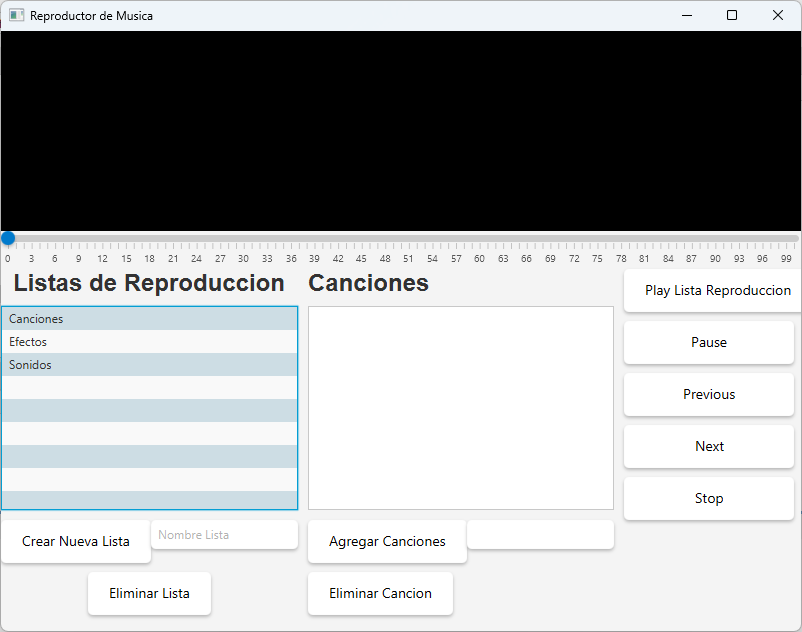 Reproductor de Musica
0 3 6 9 12 15 18 21 24 27 30 33 36 39 42 45 48 51 54 57 60 63 66 69 72 75 78 81 84 87 90 93 96 99
Listas de Reproduccion
Canciones
Canciones
Efectos
Sonidos
Play Lista Reproduccion
Pause
Previous
Next
Stop
Crear Nueva Lista
Nombre Lista
Agregar Canciones
Eliminar Lista
Eliminar Cancion